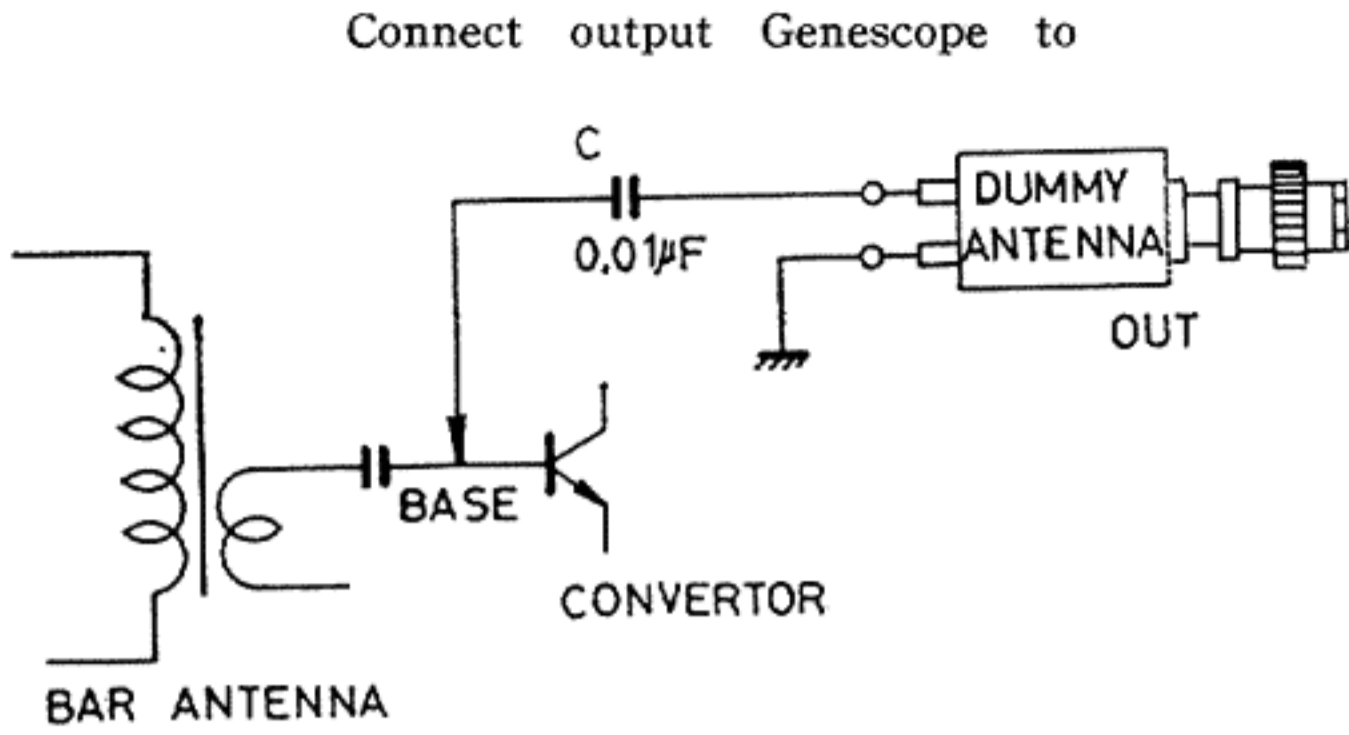 Connect output Genescope to
C
0.01µF
DUMMY
ANTENNA
OUT
BASE
CONVERTOR
BAR ANTENNA